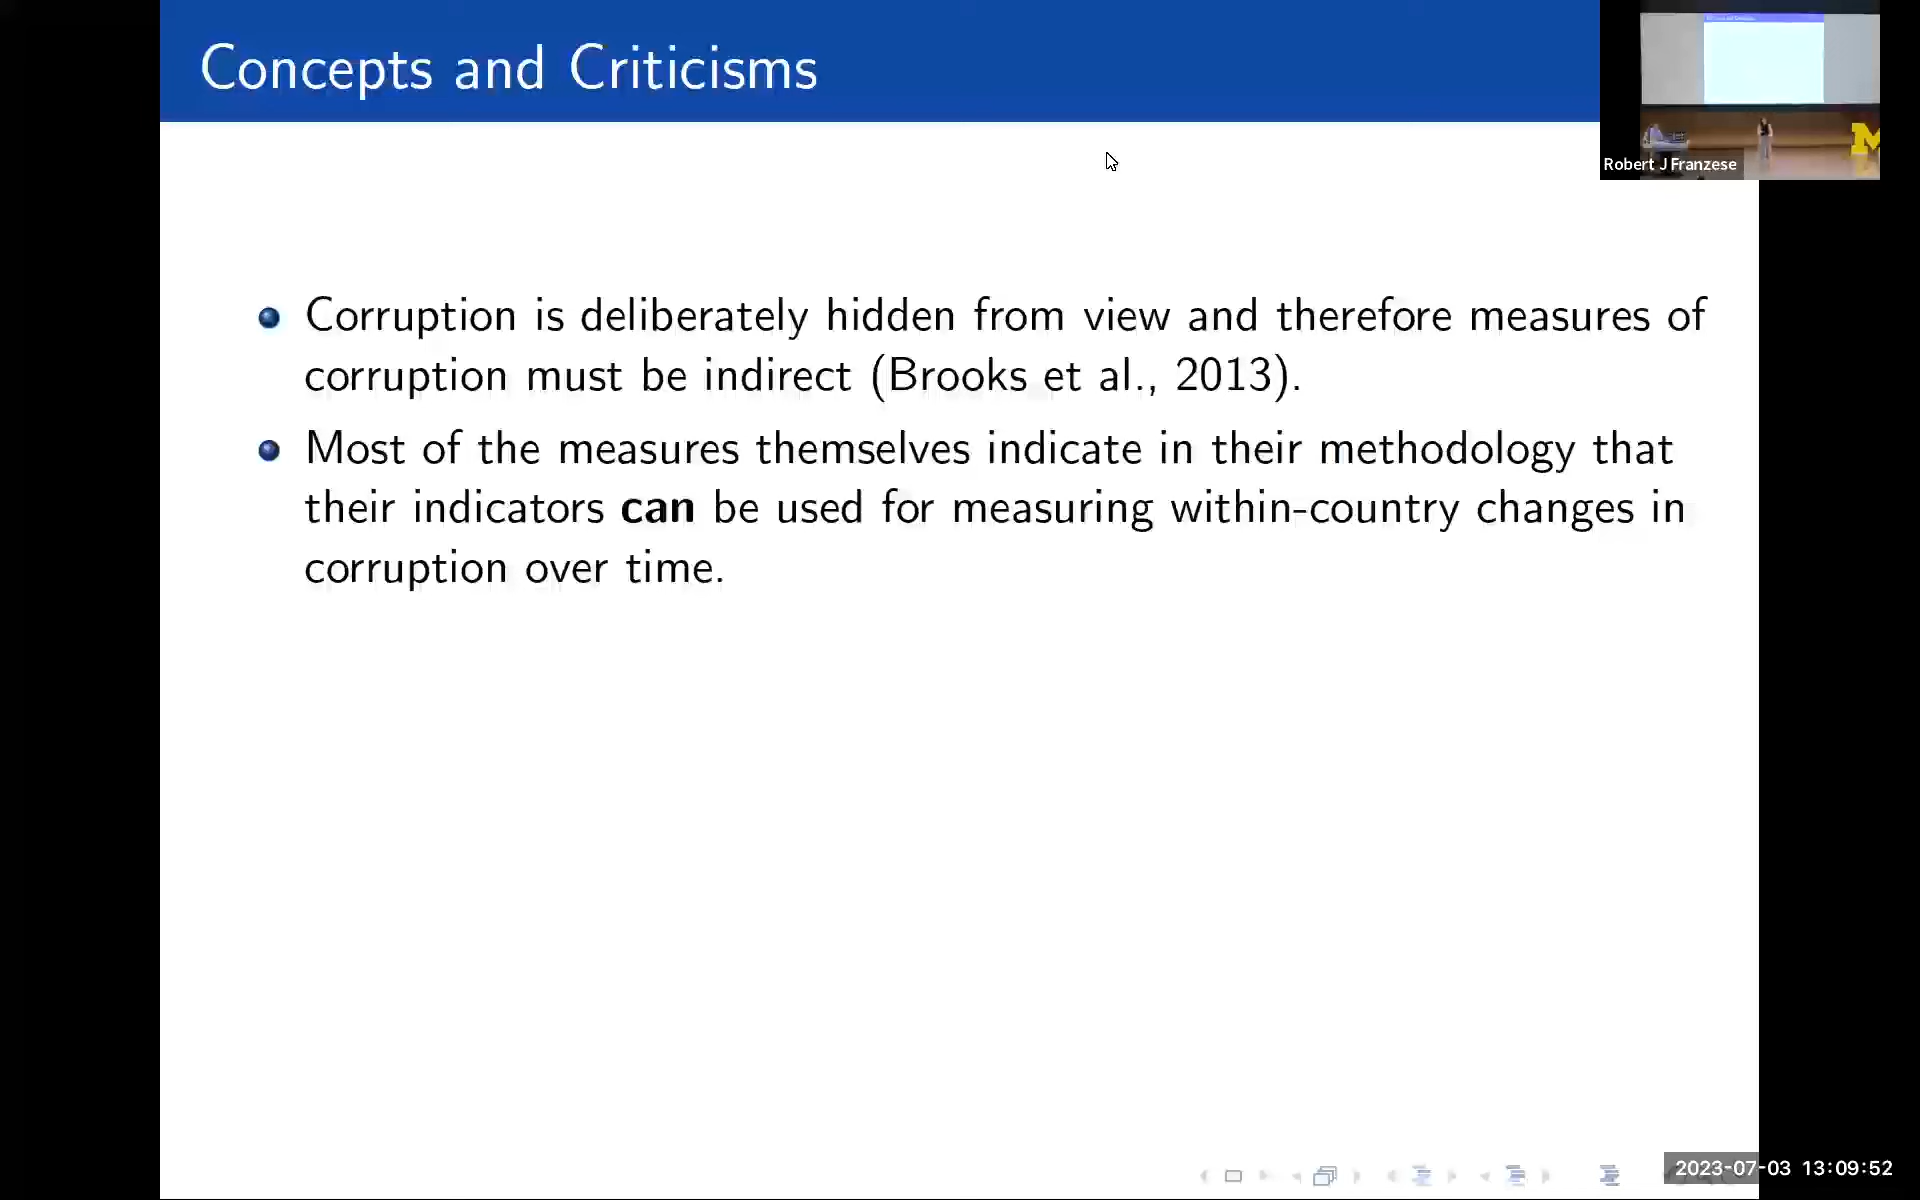 Concepts and Criticisms
Robert J Franzese
Corruption is deliberately hidden from view and therefore measures of
corruption must be indirect (Brooks et al., 2013).
Most of the measures themselves indicate in their methodology that
their indicators can be used for measuring within-country changes in
corruption over time.
2023-07-03 13:09:52